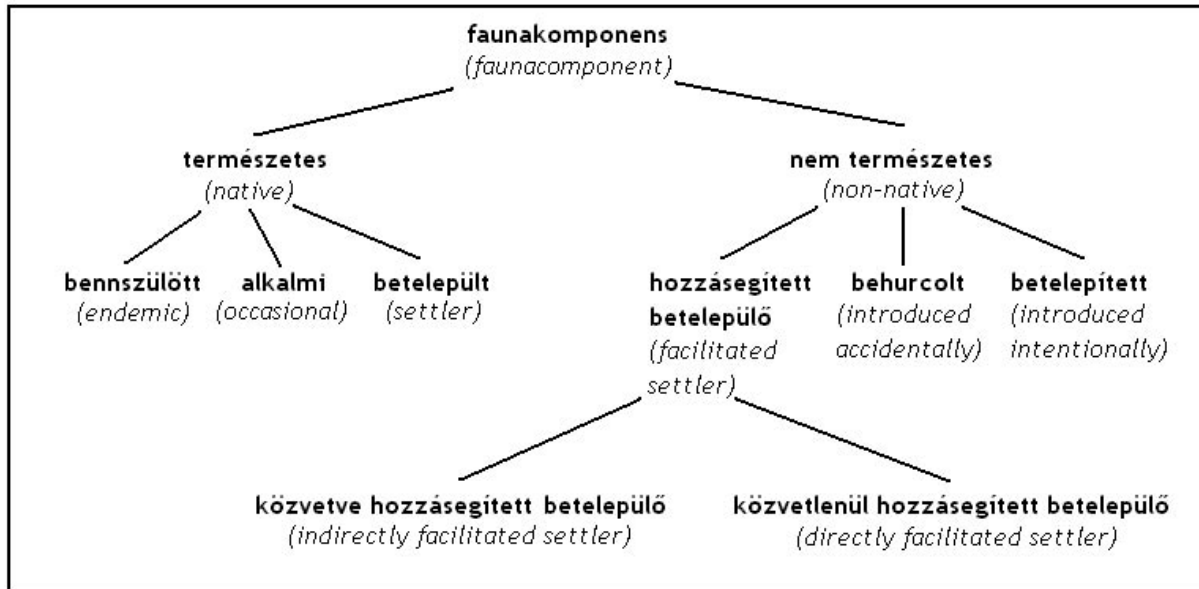 faunakomponens
(faunacomponent)
természetes
(native)
nem természetes
(non-native)
bennszülött
(endemic)
alkalmi
(occasional)
betelepült
(settler)
hozzásegített
betelepülő
(facilitated
settler)
behurcolt
(introduced
accidentally)
betelepített
(introduced
intentionally)
közvetve hozzásegített betelepülő
(indirectly facilitated settler)
közvetlenül hozzásegített betelepülő
(directly facilitated settler)